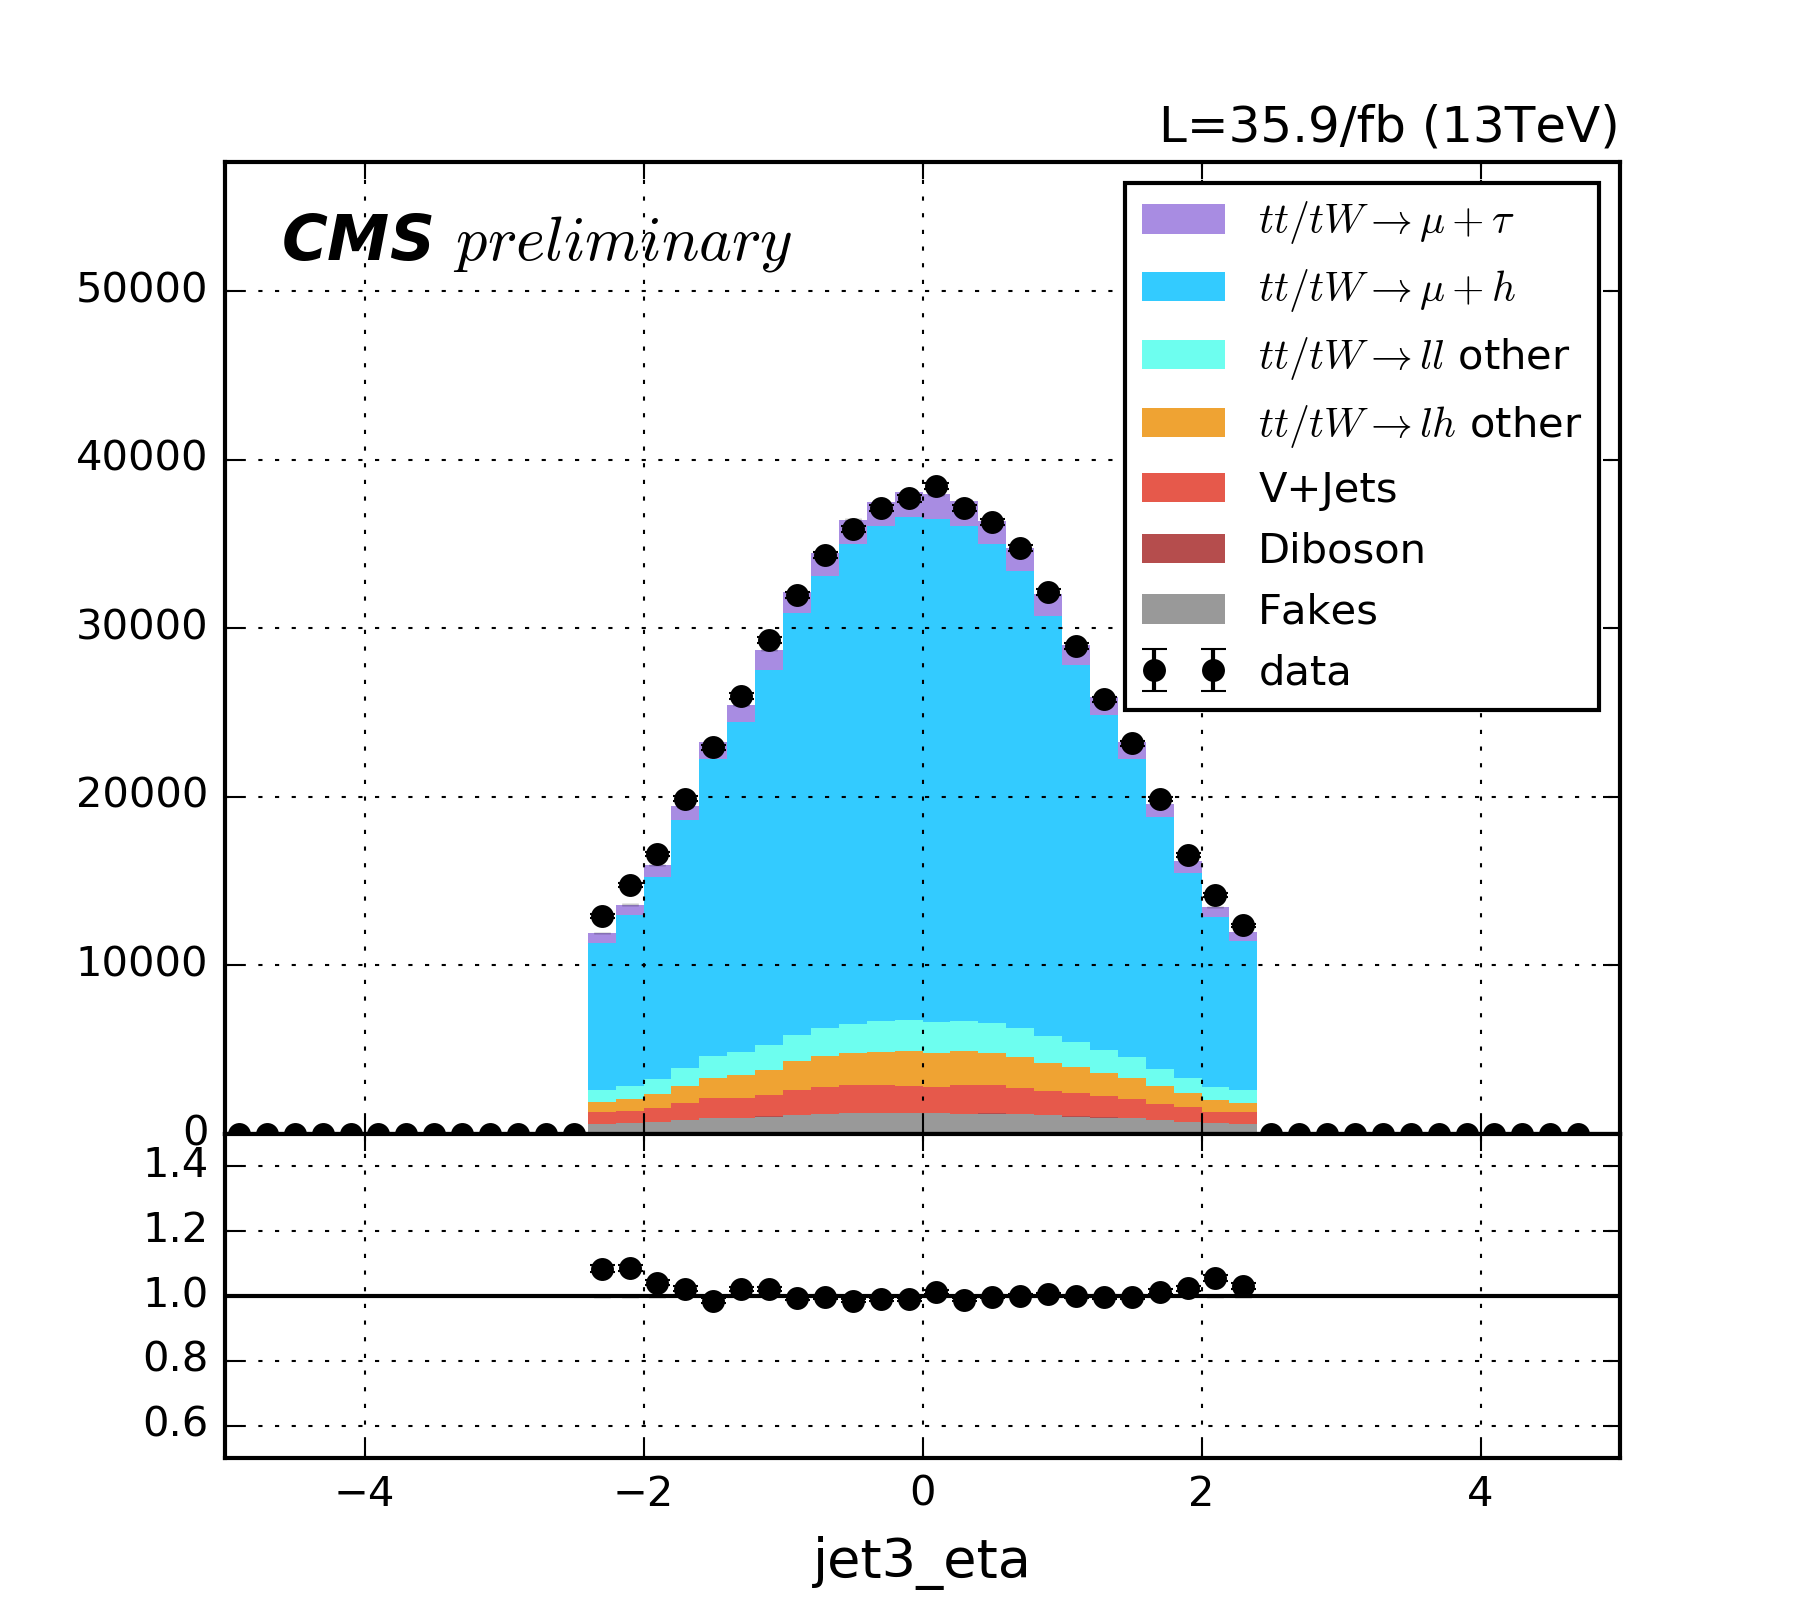 L=35.9/fb (13TeV)
CMS preliminary
tt/tW→μ+τ
tt/tW→μ+h
tt/tW→ll other
tt/tW→lh other
V+Jets
Diboson
Fakes
data
50000
40000
30000
20000
10000
0
1.4
1.2
1.0
0.8
0.6
−4 −2 0 2 4
jet3_eta